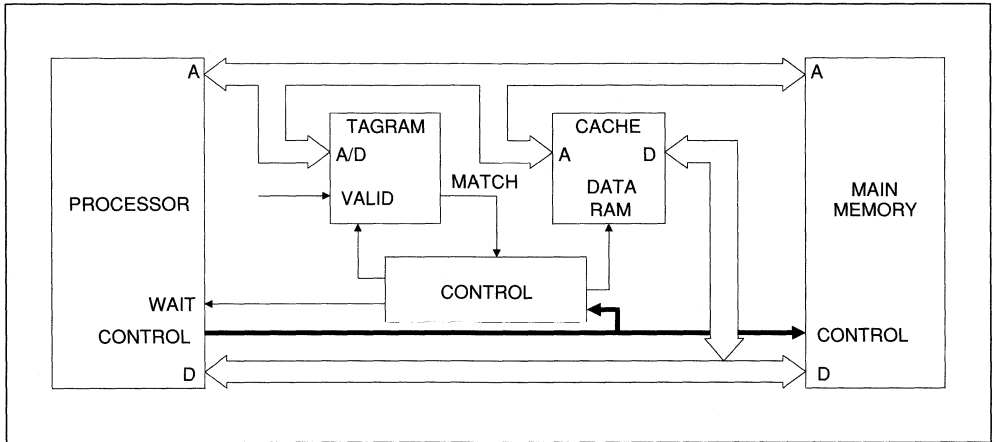 A
A
TAGRAM
CACHE
A/D
A
D
MATCH
VALID
DATA
RAM
PROCESSOR
MAIN
MEMORY
CONTROL
WAIT
CONTROL
CONTROL
D
D